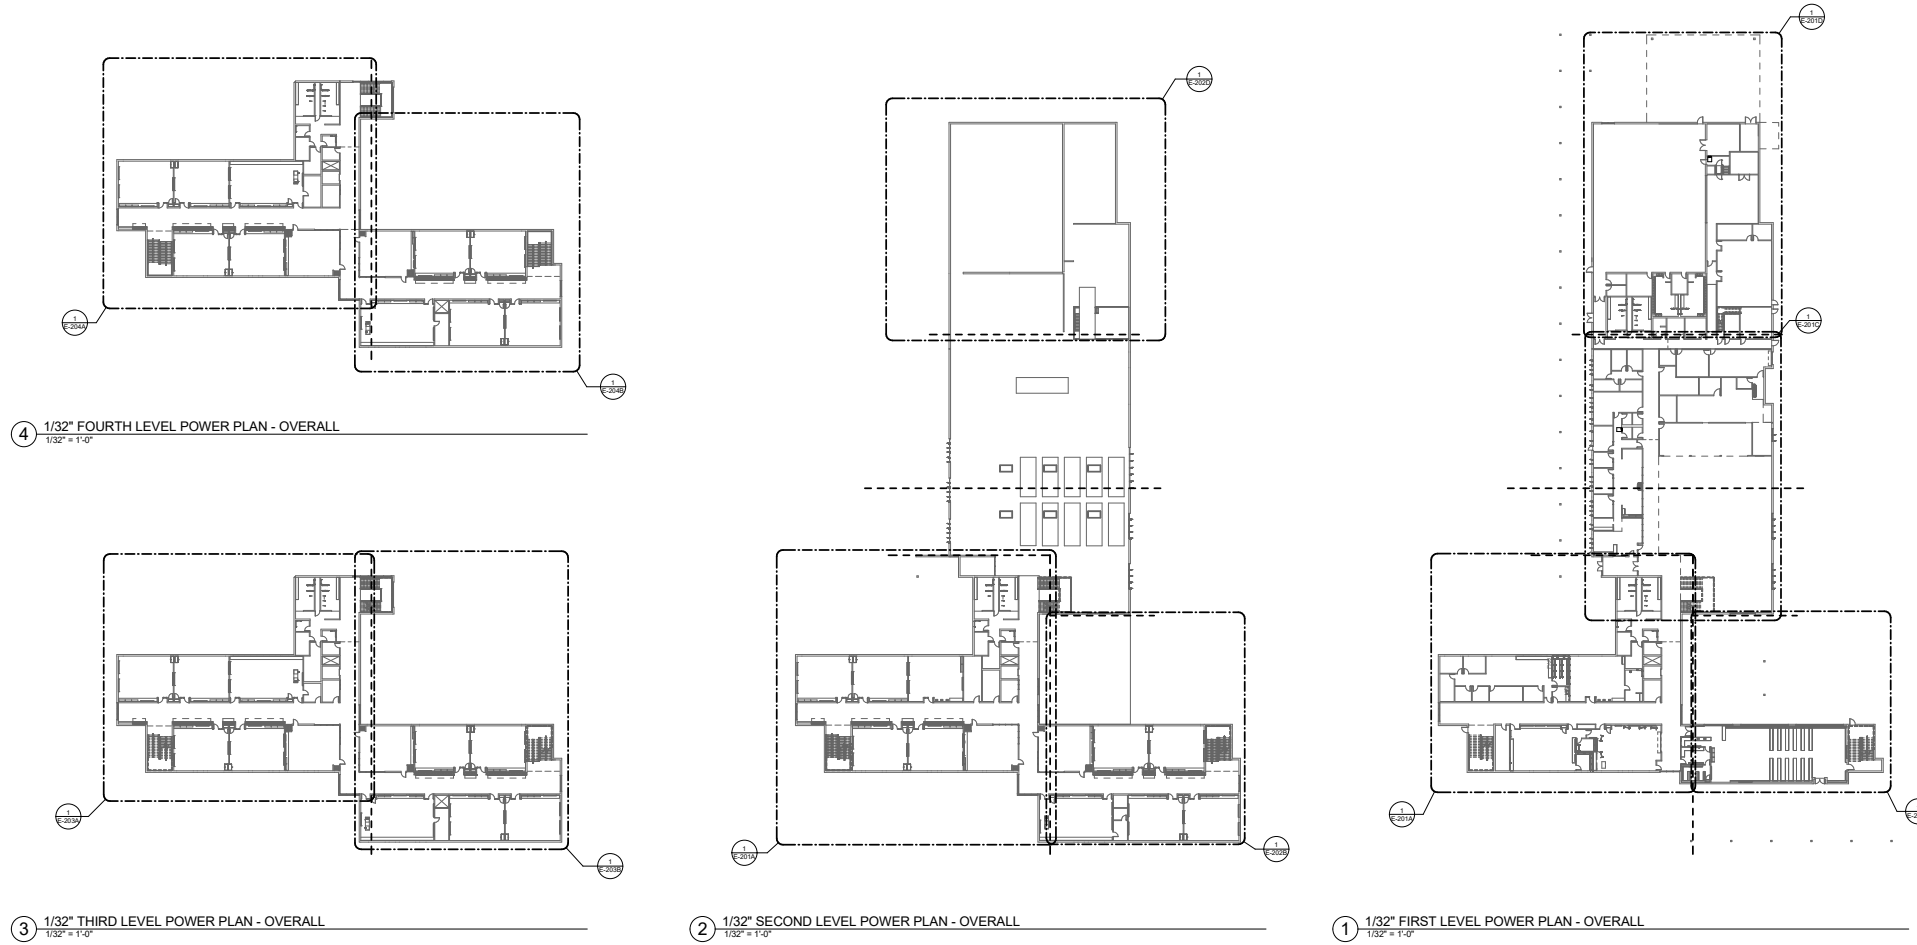 1
E-201D
1
E-202D
1
E-201C
1
E-204A
1
E-204B
4
1/32" FOURTH LEVEL POWER PLAN - OVERALL
1/32" = 1'-0"
1
E-203A
1
E-203B
1
E-201A
1
E-202B
1
E-201A
3
1/32" THIRD LEVEL POWER PLAN - OVERALL
1/32" = 1'-0"
2
1/32" SECOND LEVEL POWER PLAN - OVERALL
1/32" = 1'-0"
1
1/32" FIRST LEVEL POWER PLAN - OVERALL
1/32" = 1'-0"